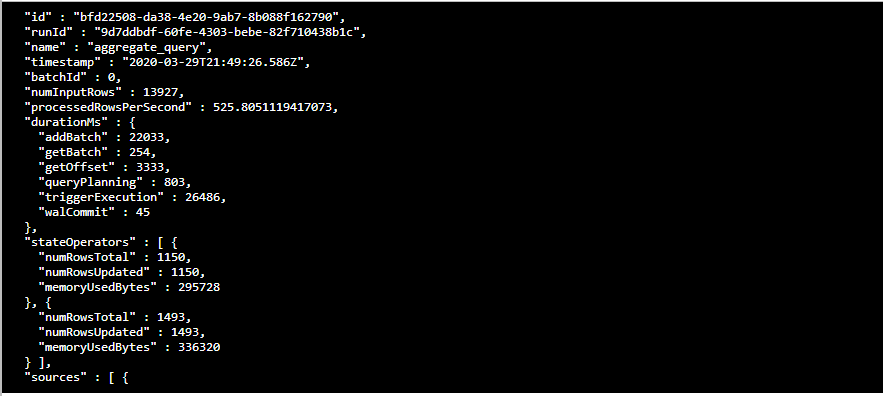 "id" : "bfd22508-da38-4e20-9ab7-8b088f162790",
"runId" : "9d7ddbdf-60fe-4303-bebe-82f710438b1c",
"name" : "aggregate_query",
"timestamp" : "2020-03-29T21:49:26.586Z",
"batchId" : 0,
"numInputRows" : 13927,
"processedRowsPerSecond" : 525.8051119417073,
"durationMs" : {
"addBatch" : 22033,
"getBatch" : 254,
"getOffset" : 3333,
"queryPlanning" : 803,
"triggerExecution" : 26486,
"walCommit" : 45
},
"stateOperators" : [ {
"numRowsTotal" : 1150,
"numRowsUpdated" : 1150,
"memoryUsedBytes" : 295728
}, {
"numRowsTotal" : 1493,
"numRowsUpdated" : 1493,
"memoryUsedBytes" : 336320
} ],
"sources" : [ {